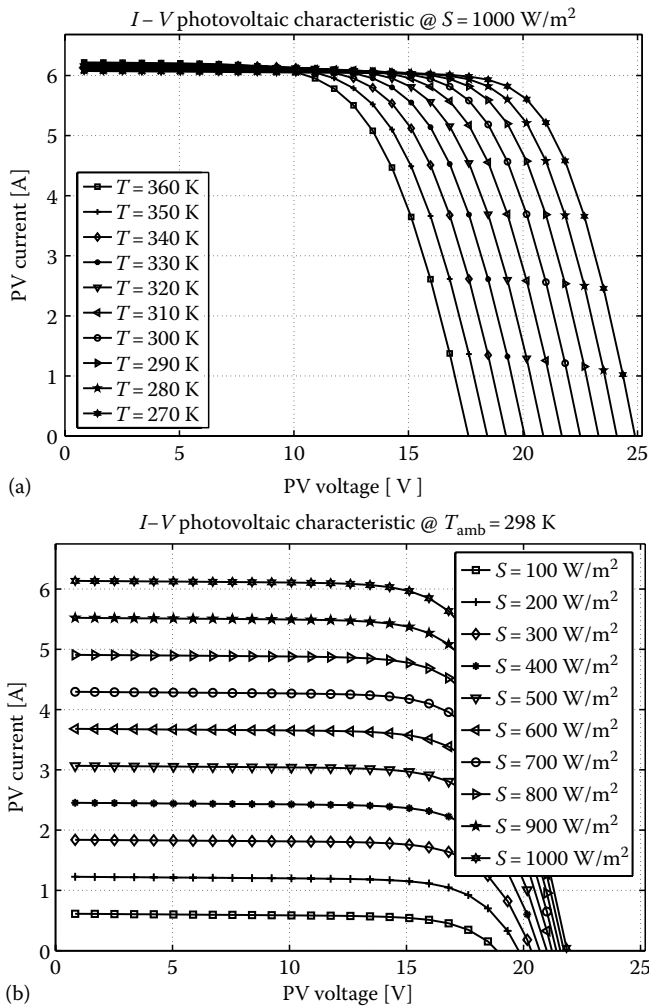 I – V photovoltaic characteristic @ S = 1000 W/m²
6
5
4
3
2
1
0
PV current [A]
T = 360 K
T = 350 K
T = 340 K
T = 330 K
T = 320 K
T = 310 K
T = 300 K
T = 290 K
T = 280 K
T = 270 K
0 5 10 15 20 25
(a)
PV voltage [ V ]
I–V photovoltaic characteristic @ Tamb = 298 K
6
5
4
3
2
1
0
PV current [A]
S = 100 W/m²
S = 200 W/m²
S = 300 W/m²
S = 400 W/m²
S = 500 W/m²
S = 600 W/m²
S = 700 W/m²
S = 800 W/m²
S = 900 W/m²
S = 1000 W/m²
0 5 10 15 20 25
(b)
PV voltage [V]